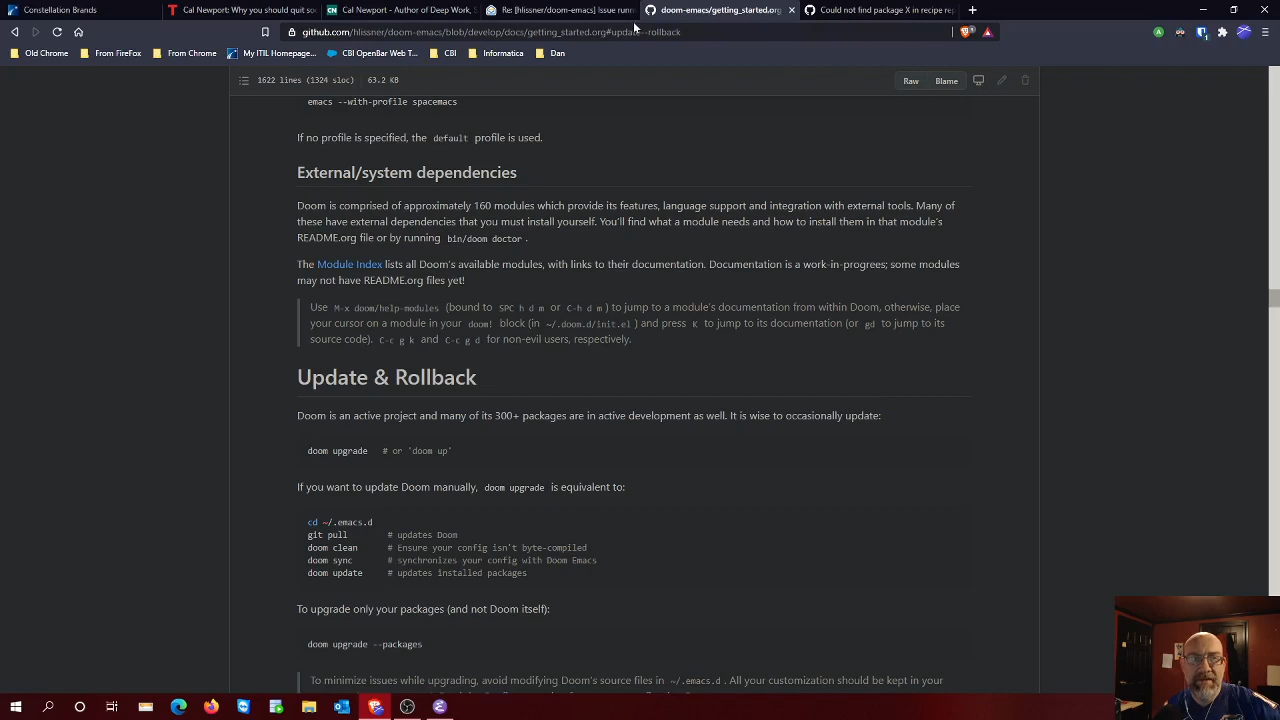 Constellation Brands
Cal Newport: Why you should quit so
Cal Newport - Author of Deep Work, S
Re: [hlissner/doom-emacs] Issue runn
doom-emacs/getting_started.org
Could not find package X in recipe rep
github.com/hlissner/doom-emacs/blob/develop/docs/getting_started.org#update--rollback
Old Chrome
From FireFox
From Chrome
My ITIL Homepage...
CBI OpenBar Web T...
CBI
Informatica
Dan
1622 lines (1324 sloc) 63.2 KB
Raw
Blame
emacs --with-profile spacemacs
If no profile is specified, the default profile is used.
External/system dependencies
Doom is comprised of approximately 160 modules which provide its features, language support and integration with external tools. Many of
these have external dependencies that you must install yourself. You'll find what a module needs and how to install them in that module's
README.org file or by running bin/doom doctor .
The Module Index lists all Doom's available modules, with links to their documentation. Documentation is a work-in-progrees; some modules
may not have README.org files yet!
Use M-x doom/help-modules (bound to SPC h d m or C-h d m ) to jump to a module's documentation from within Doom, otherwise, place
your cursor on a module in your doom! block (in ~/.doom.d/init.el ) and press K to jump to its documentation (or gd to jump to its
source code). C-c g k and C-c g d for non-evil users, respectively.
Update & Rollback
Doom is an active project and many of its 300+ packages are in active development as well. It is wise to occasionally update:
doom upgrade # or 'doom up'
If you want to update Doom manually, doom upgrade is equivalent to:
cd ~/.emacs.d
git pull # updates Doom
doom clean # Ensure your config isn't byte-compiled
doom sync # synchronizes your config with Doom Emacs
doom update # updates installed packages
To upgrade only your packages (and not Doom itself):
doom upgrade --packages
To minimize issues while upgrading, avoid modifying Doom's source files in ~/.emacs.d . All your customization should be kept in your